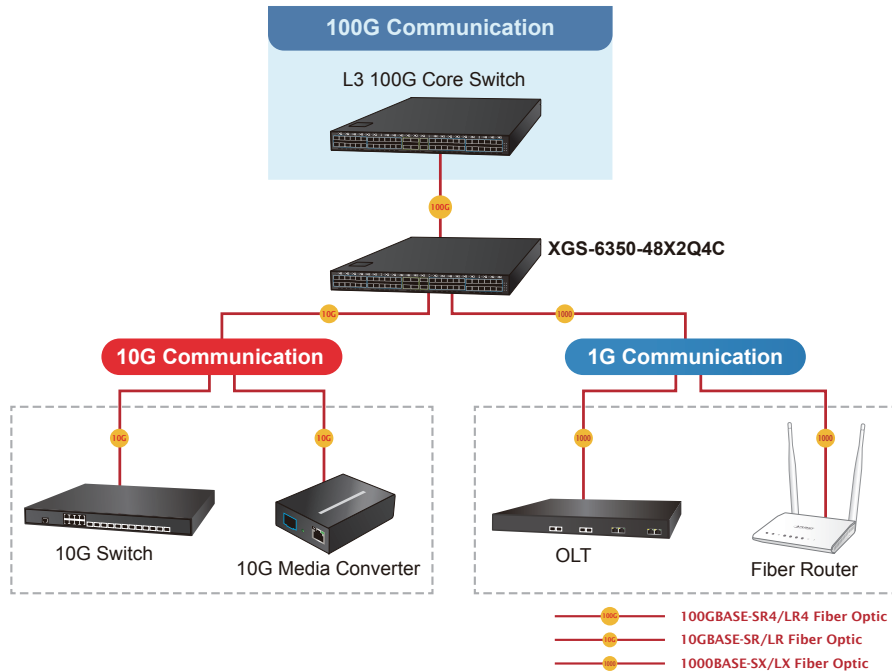 100G Communication
L3 100G Core Switch
100G
XGS-6350-48X2Q4C
10G
1000
10G Communication
1G Communication
10G
10G
1000
1000
10G Switch
10G Media Converter
OLT
Fiber Router
100G
100GBASE-SR4/LR4 Fiber Optic
10G
10GBASE-SR/LR Fiber Optic
1000
1000BASE-SX/LX Fiber Optic